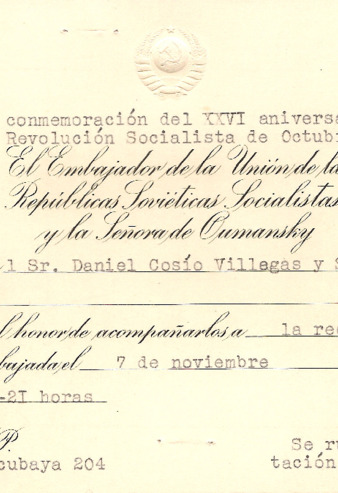 conmemoración del XXVI aniversa
Revolución Socialista de Octub
El Embajador de la Unión de la
Repúblicas Soviéticas Socialistas
y la Señora de Oumansky
l Sr. Daniel Cosío Villegas y S
l honor de acompañarlos a la re
bajada el 7 de noviembre
-2I horas
P.
cubaya 204
Se ru
tación